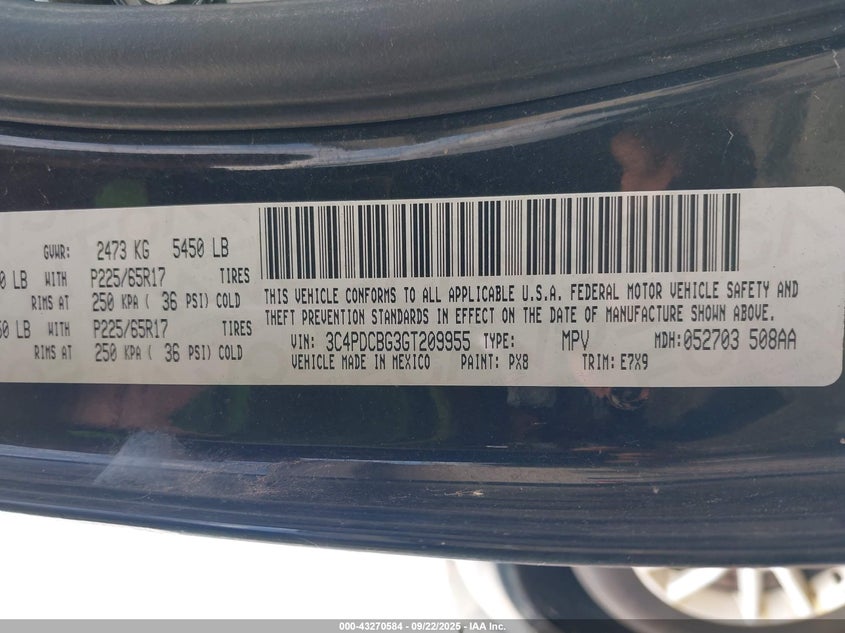 GVWR: 2473 KG 5450 LB
LB WITH P225/65R17 TIRES
RIMS AT 250 KPA ( 36 PSI) COLD
LB WITH P225/65R17 TIRES
RIMS AT 250 KPA ( 36 PSI) COLD
THIS VEHICLE CONFORMS TO ALL APPLICABLE U.S.A. FEDERAL MOTOR VEHICLE SAFETY AND
THEFT PREVENTION STANDARDS IN EFFECT ON THE DATE OF MANUFACTURE SHOWN ABOVE.
VIN: 3C4PDCBG3GT209955 TYPE: MPV MDH:052703 508AA
VEHICLE MADE IN MEXICO PAINT: PX8 TRIM: E7X9
000-43270584 - 09/22/2025 - IAA Inc.